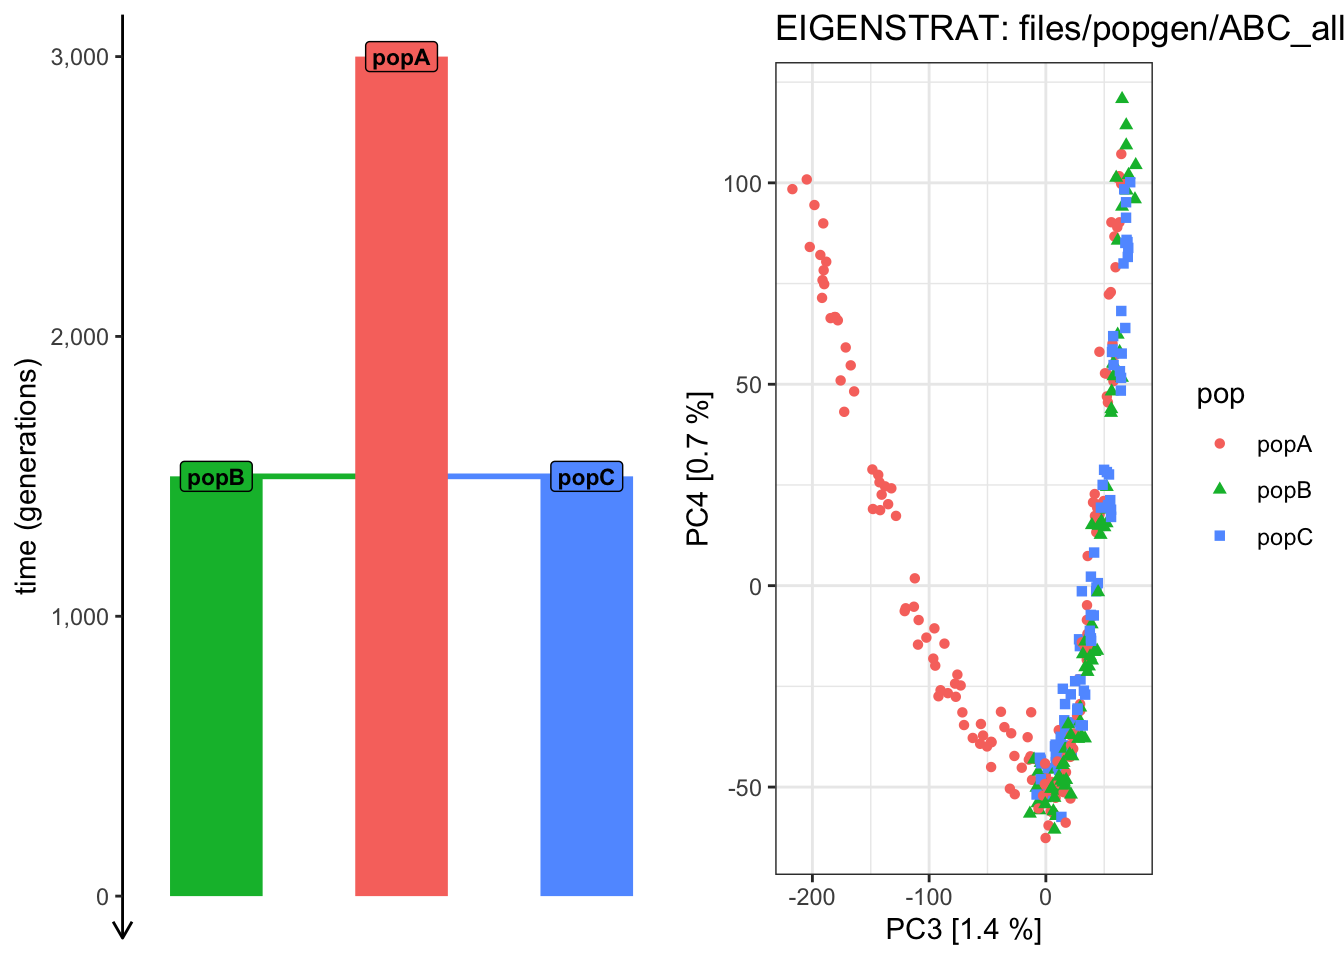 time (generations)
3,000
2,000
1,000
0
popA
popB
popC
EIGENSTRAT: files/popgen/ABC_all
PC4 [0.7 %]
100
50
0
-50
-200
-100
0
PC3 [1.4 %]
pop
popA
popB
popC